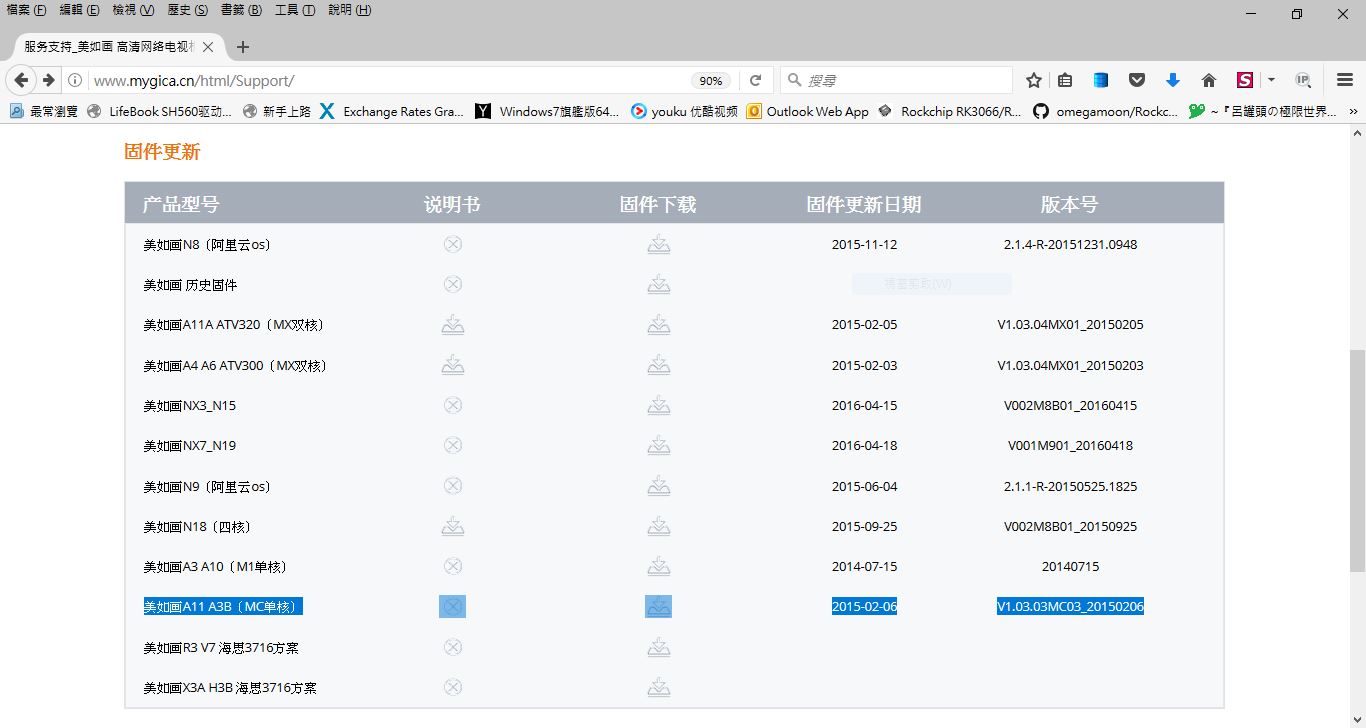 檔案 (F) 編輯 (E) 檢視 (V) 歷史 (S) 書籤 (B) 工具 (T) 說明 (H)
服务支持_美如画 高清网络电视
www.mygica.cn/html/Support/ 90% 搜尋
最常瀏覽 LifeBook SH560驱动... 新手上路 Exchange Rates Gra... Windows7旗艦版64... youku 优酷视频 Outlook Web App Rockchip RK3066/R... omegamoon/Rockc... ~『呂罐頭の極限世界...
固件更新
产品型号 说明书 固件下载 固件更新日期 版本号
美如画N8（阿里云os） 2015-11-12 2.1.4-R-20151231.0948
美如画 历史固件
美如画A11A ATV320（MX双核） 2015-02-05 V1.03.04MX01_20150205
美如画A4 A6 ATV300（MX双核） 2015-02-03 V1.03.04MX01_20150203
美如画NX3_N15 2016-04-15 V002M8B01_20160415
美如画NX7_N19 2016-04-18 V001M901_20160418
美如画N9（阿里云os） 2015-06-04 2.1.1-R-20150525.1825
美如画N18（四核） 2015-09-25 V002M8B01_20150925
美如画A3 A10（M1单核） 2014-07-15 20140715
美如画A11 A3B（MC单核） 2015-02-06 V1.03.03MC03_20150206
美如画R3 V7 海思3716方案
美如画X3A H3B 海思3716方案